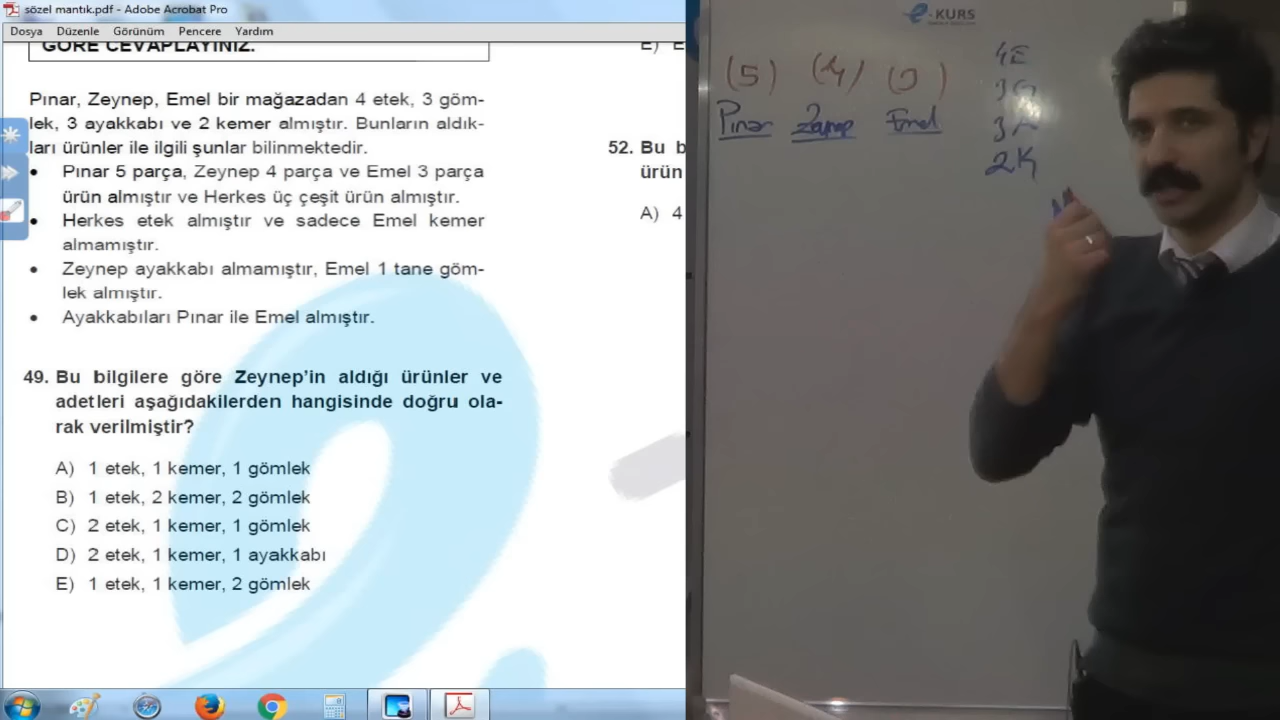 sözel mantık.pdf - Adobe Acrobat Pro
Dosya Düzenle Görünüm Pencere Yardım
GÖRE CEVAPLAYINIZ.
Pınar, Zeynep, Emel bir mağazadan 4 etek, 3 göm-
lek, 3 ayakkabı ve 2 kemer almıştır. Bunların aldık-
ları ürünler ile ilgili şunlar bilinmektedir.
• Pınar 5 parça, Zeynep 4 parça ve Emel 3 parça
ürün almıştır ve Herkes üç çeşit ürün almıştır.
• Herkes etek almıştır ve sadece Emel kemer
almamıştır.
• Zeynep ayakkabı almamıştır, Emel 1 tane göm-
lek almıştır.
• Ayakkabıları Pınar ile Emel almıştır.
49. Bu bilgilere göre Zeynep'in aldığı ürünler ve
adetleri aşağıdakilerden hangisinde doğru ola-
rak verilmiştir?
A) 1 etek, 1 kemer, 1 gömlek
B) 1 etek, 2 kemer, 2 gömlek
C) 2 etek, 1 kemer, 1 gömlek
D) 2 etek, 1 kemer, 1 ayakkabı
E) 1 etek, 1 kemer, 2 gömlek
E) E
52. Bu b
ürün
A) 4
e-KURS
(5) (4) (3)
Pınar Zeynep Emel
4E
3G
3A
2K